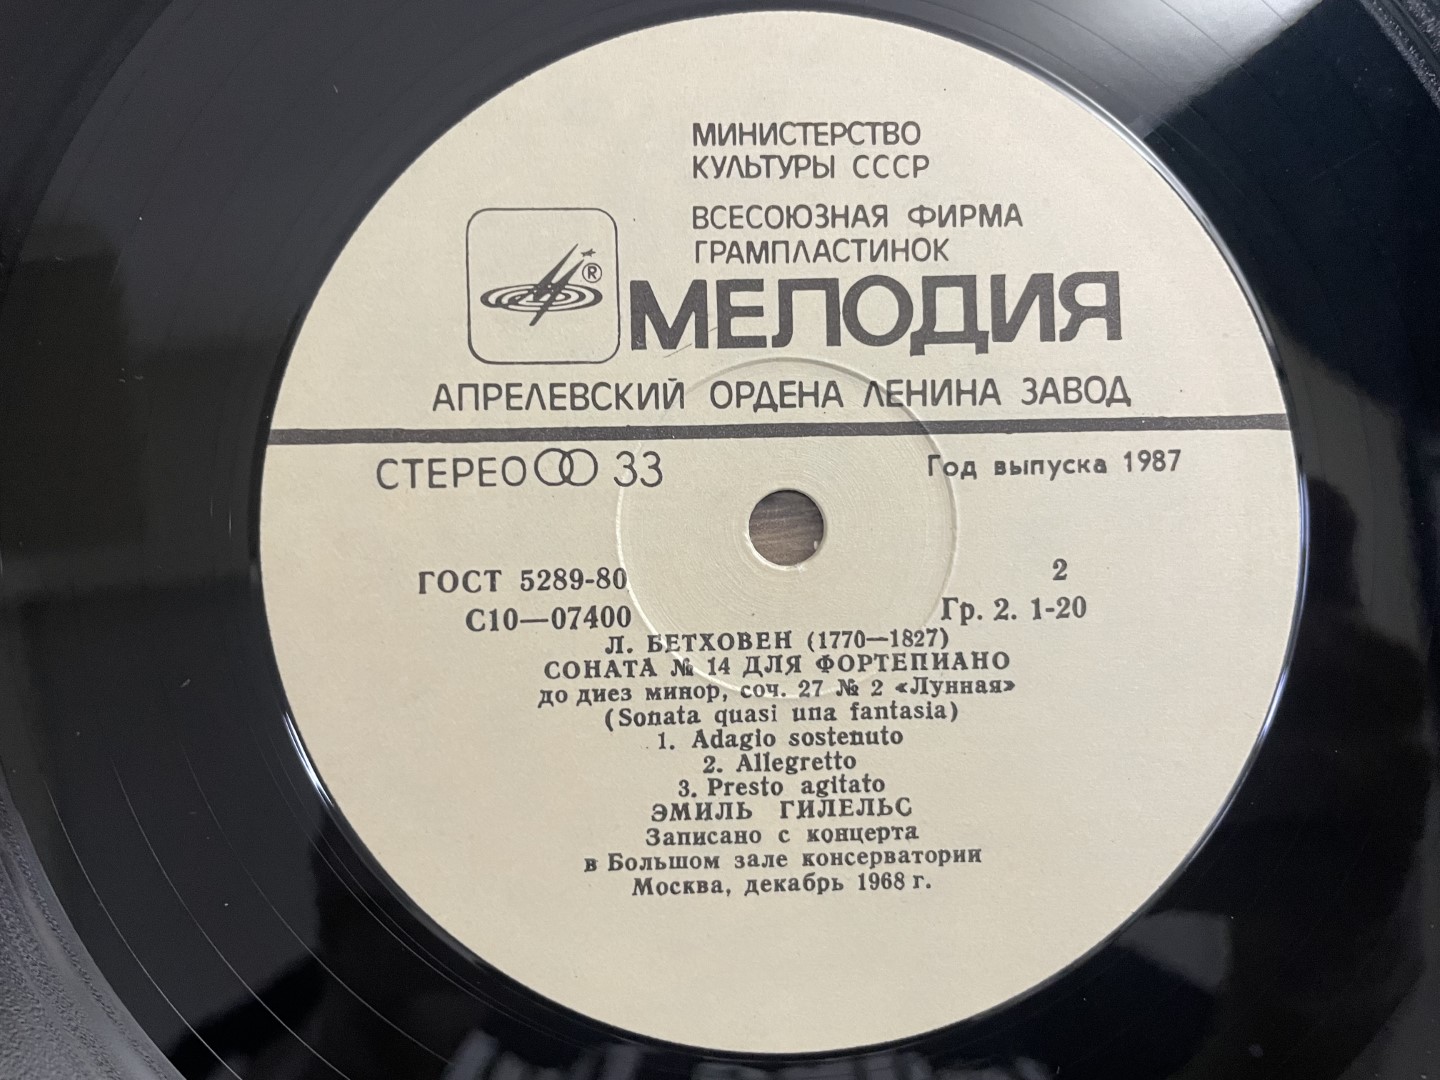 МИНИСТЕРСТВО
КУЛЬТУРЫ СССР
ВСЕСОЮЗНАЯ ФИРМА
ГРАМПЛАСТИНОК
®
МЕЛОДИЯ
АПРЕЛЕВСКИЙ ОРДЕНА ЛЕНИНА ЗАВОД
СТЕРЕО 33
Год выпуска 1987
ГОСТ 5289-80
2
С10—07400
Гр. 2. 1-20
Л. БЕТХОВЕН (1770—1827)
СОНАТА № 14 ДЛЯ ФОРТЕПИАНО
до диез минор, соч. 27 № 2 «Лунная»
(Sonata quasi una fantasia)
1. Adagio sostenuto
2. Allegretto
3. Presto agitato
ЭМИЛЬ ГИЛЕЛЬС
Записано с концерта
в Большом зале консерватории
Москва, декабрь 1968 г.